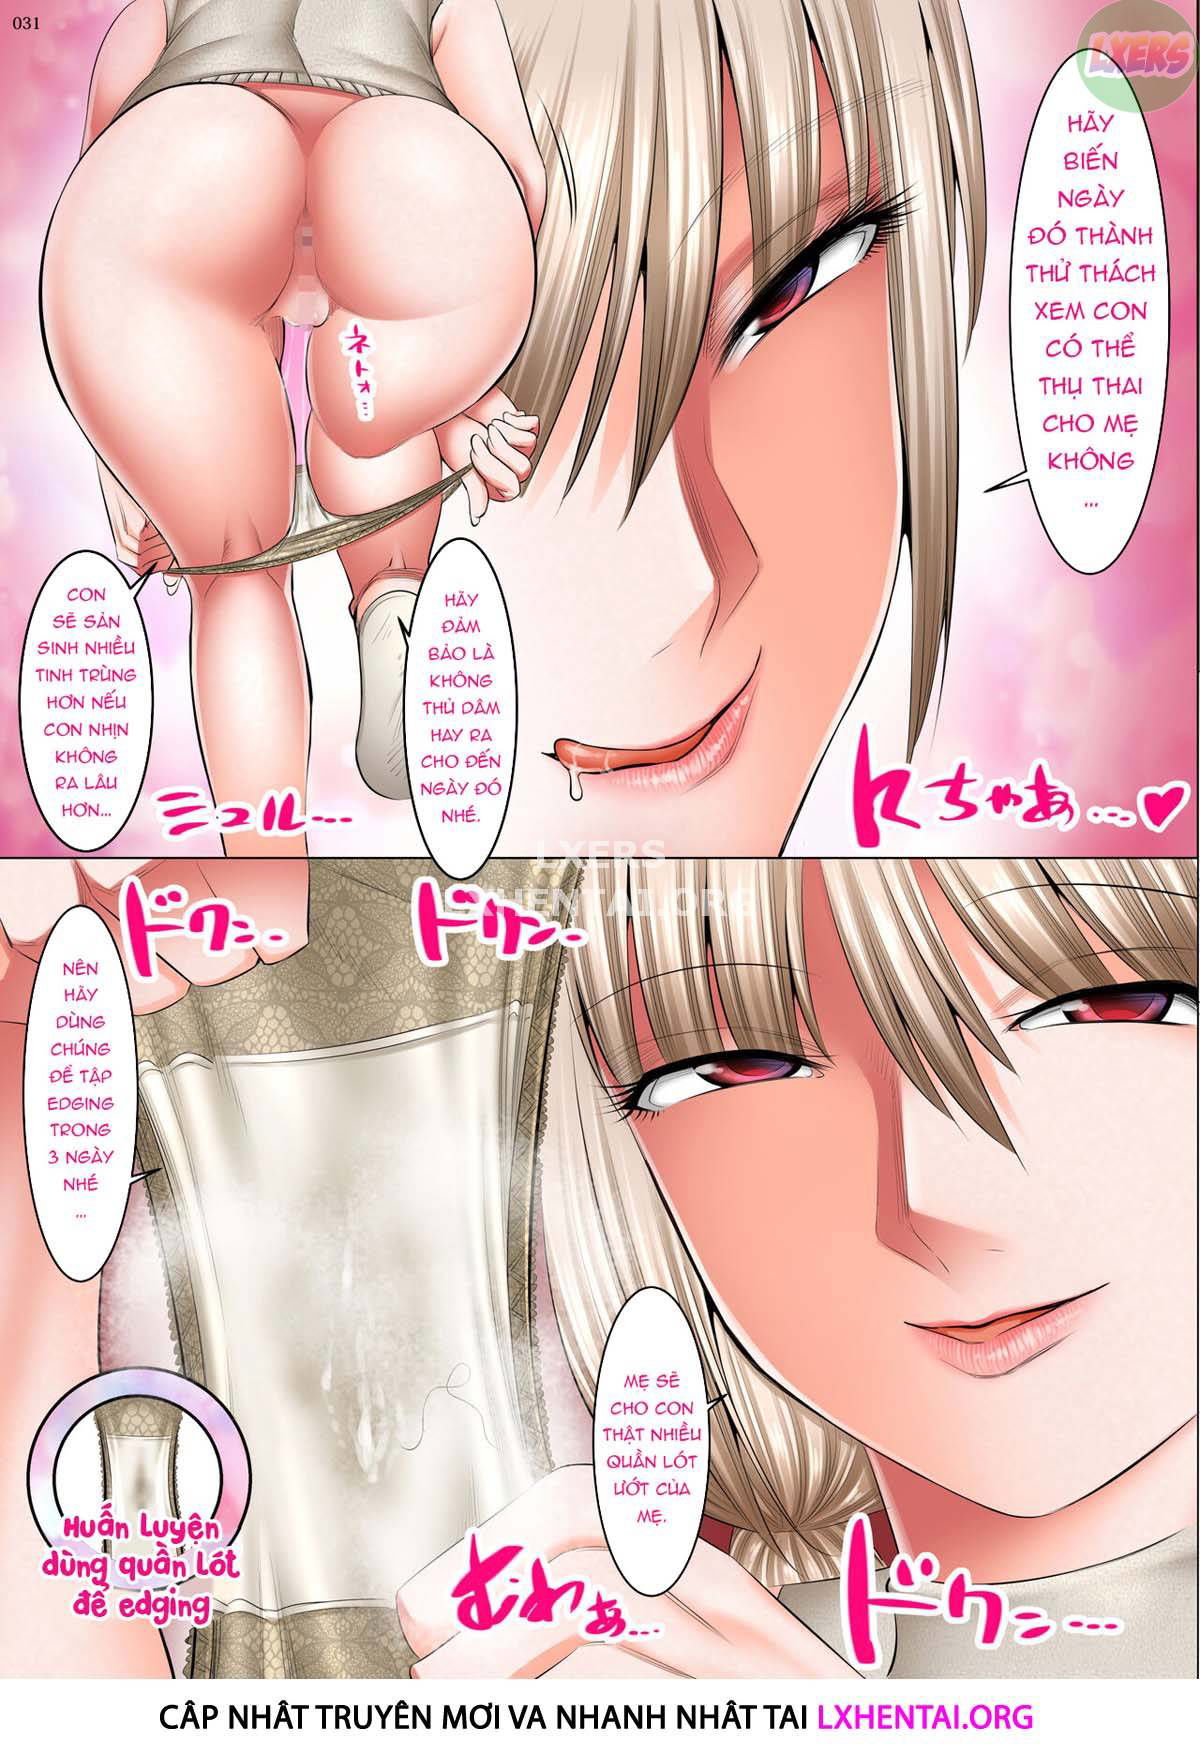 031
LXERS
HÃY
BIẾN
NGÀY
ĐÓ THÀNH
THỬ THÁCH
XEM CON
CÓ THỂ
THỤ THAI
CHO MẸ
KHÔNG
...
ネトォ…
HÃY
ĐẢM
BẢO LÀ
KHÔNG
THỦ DÂM
HAY RA
CHO ĐẾN
NGÀY ĐÓ
NHÉ.
CON
SẼ SẢN
SINH NHIỀU
TINH TRÙNG
HƠN NẾU
CON NHỊN
KHÔNG
RA LÂU
HƠN...
ミュル…
にちゃあ…♥
LXERS
LXHENTAI.ORG
ドクン…
ドクン…
NÊN
HÃY
DÙNG
CHÚNG
ĐỂ TẬP
EDGING
TRONG
3 NGÀY
NHÉ
...
MẸ SẼ
CHO CON
THẬT NHIỀU
QUẦN LÓT
ƯỚT CỦA
MẸ.
Huấn Luyện
dùng quần lót
để edging
むわぁ…
ドクン…
CẬP NHẬT TRUYỆN MƠI VA NHANH NHẤT TAI LXHENTAI.ORG